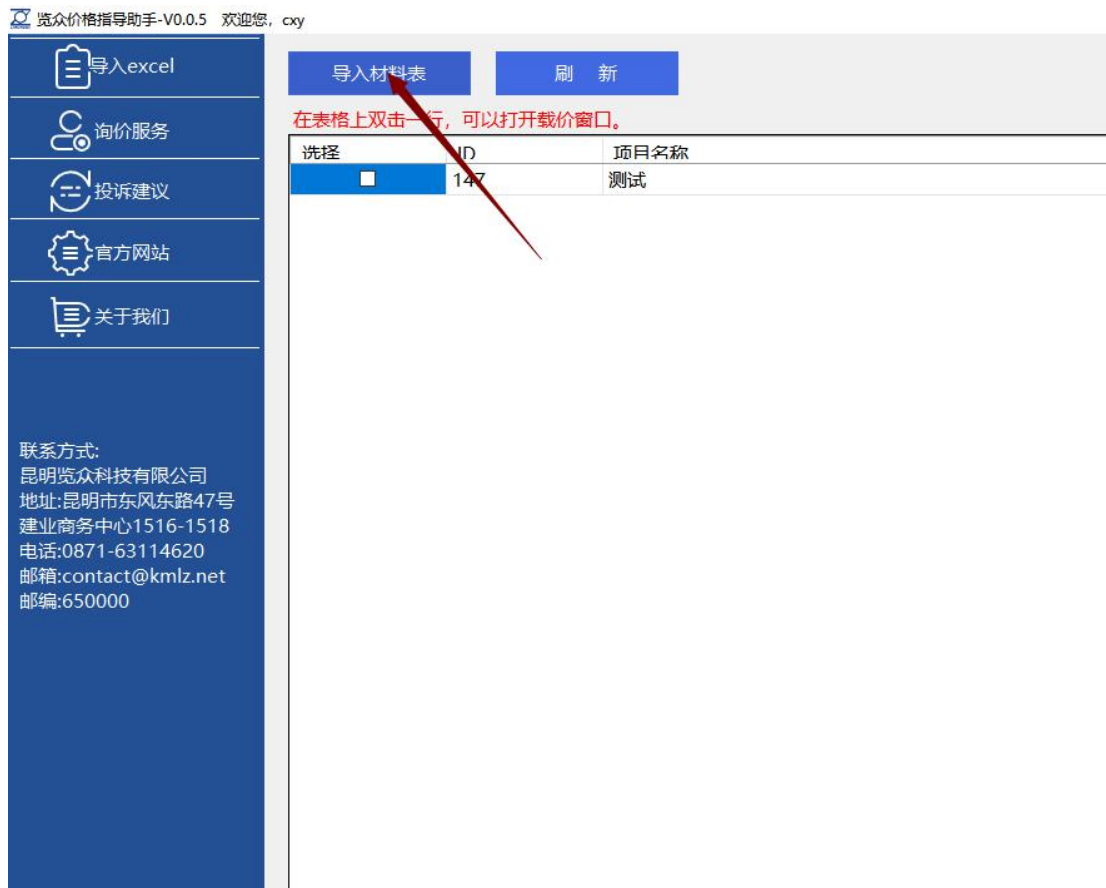 览众价格指导助手-V0.0.5 欢迎您，cxy
导入excel
询价服务
投诉建议
官方网站
关于我们
联系方式:
昆明览众科技有限公司
地址:昆明市东风东路47号
建业商务中心1516-1518
电话:0871-63114620
邮箱:contact@kmlz.net
邮编:650000
导入材料表 刷 新
在表格上双击一行，可以打开载价窗口。
选择 ID 项目名称
147 测试